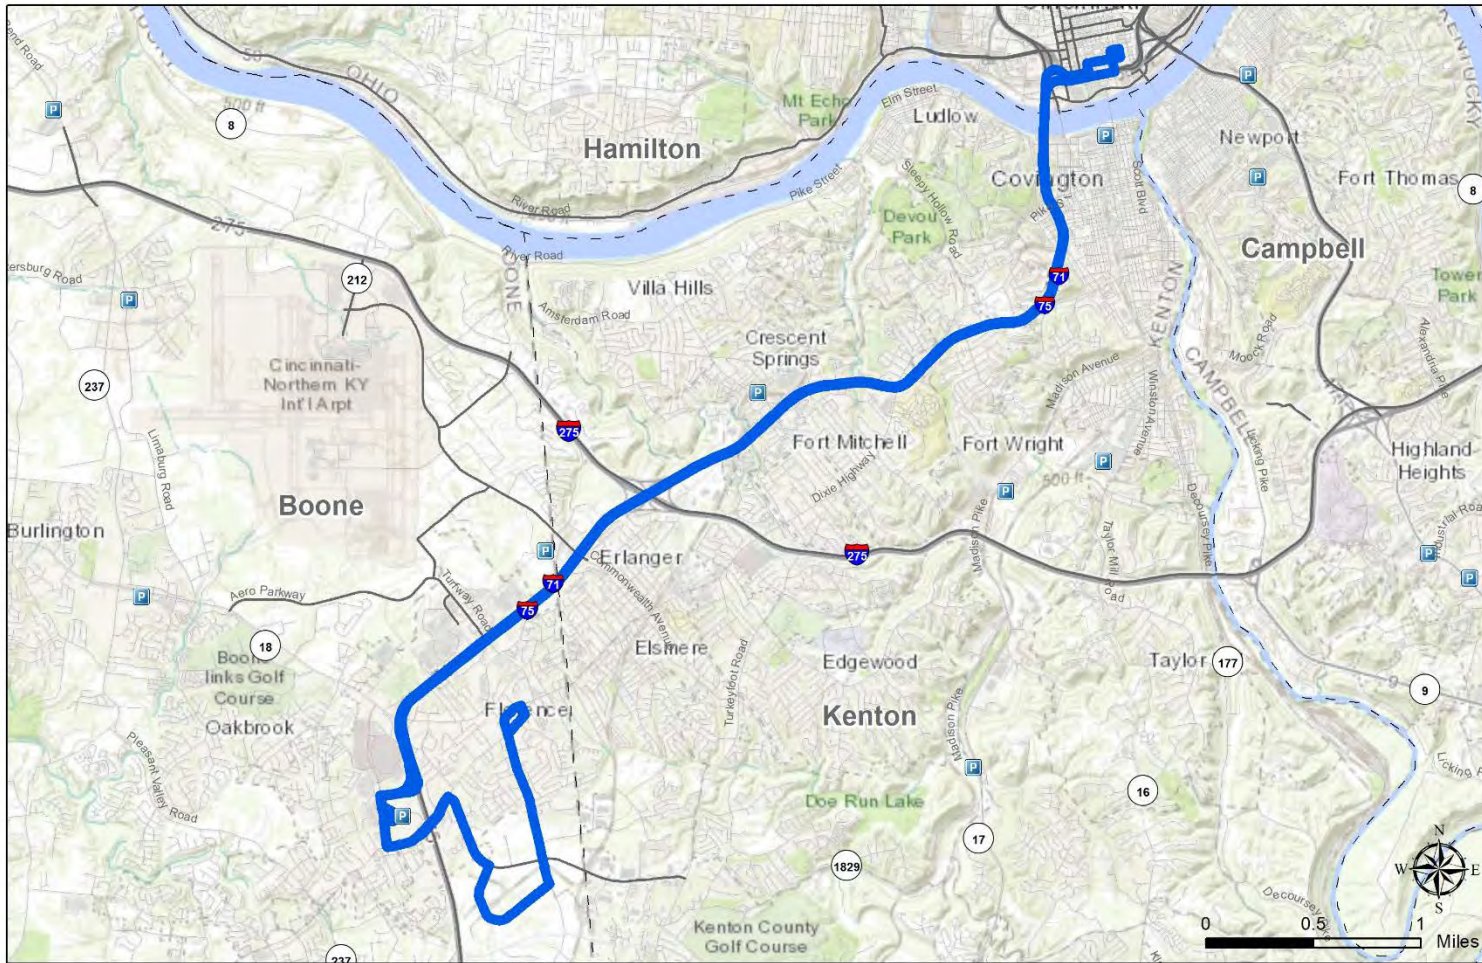 OHIO
50
500 ft
8
Hamilton
Mt Echo
Park
Elm Street
Ludlow
Newport
Fort Thomas
8
Covington
Scott Blvd
Pike Street
River Road
Sleepy Hollow Road
Devou
Park
Campbell
275
River Road
212
BOONE
Villa Hills
Amsterdam Road
71
75
KENTON
CAMPBELL
Moock Road
Alexandria Pike
Crescent
Springs
Cincinnati-
Northern KY
Int'l Arpt
237
Limaburg Road
Madison Avenue
Winston Avenue
275
Fort Mitchell
Fort Wright
Dixie Highway
500 ft
Licking Pike
Highland
Heights
Boone
Burlington
Decoursey Pike
Madison Pike
Taylor Mill Road
Erlanger
275
Commonwealth Avenue
71
75
Turfway Road
Aero Parkway
18
Boone
links Golf
Course
Oakbrook
Elsmere
Turkeyfoot Road
Edgewood
Kenton
Madison Pike
Taylor
177
9
9
Pleasant Valley Road
Doe Run Lake
16
17
1829
Kenton County
Golf Course
237
N
W
E
S
0
0.5
1
Miles